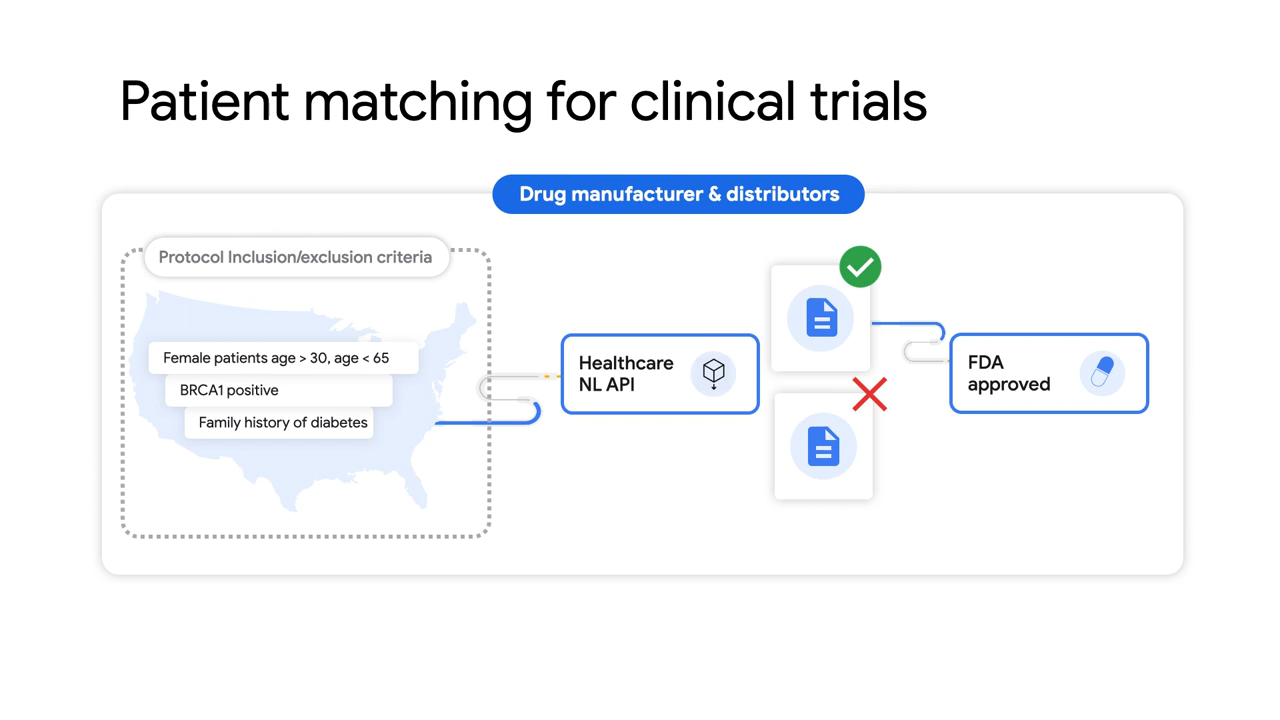 Patient matching for clinical trials
Drug manufacturer & distributors
Protocol Inclusion/exclusion criteria
Female patients age > 30, age < 65
BRCA1 positive
Family history of diabetes
Healthcare
NL API
FDA
approved